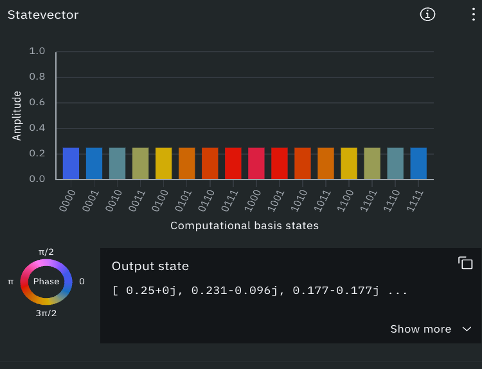 Statevector
1.0
0.8
0.6
0.4
0.2
0.0
Amplitude
0000 0001 0010 0011 0100 0101 0110 0111 1000 1001 1010 1011 1100 1101 1110 1111
Computational basis states
π/2
π Phase 0
3π/2
Output state
[ 0.25+0j, 0.231-0.096j, 0.177-0.177j ...
Show more